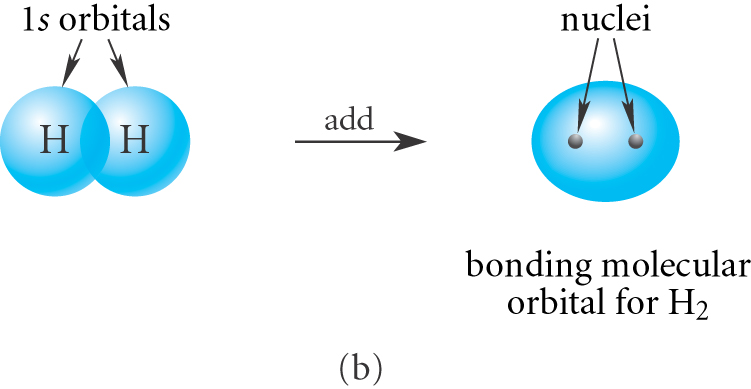 1s orbitals
nuclei
H
H
add
bonding molecular
orbital for H₂
(b)